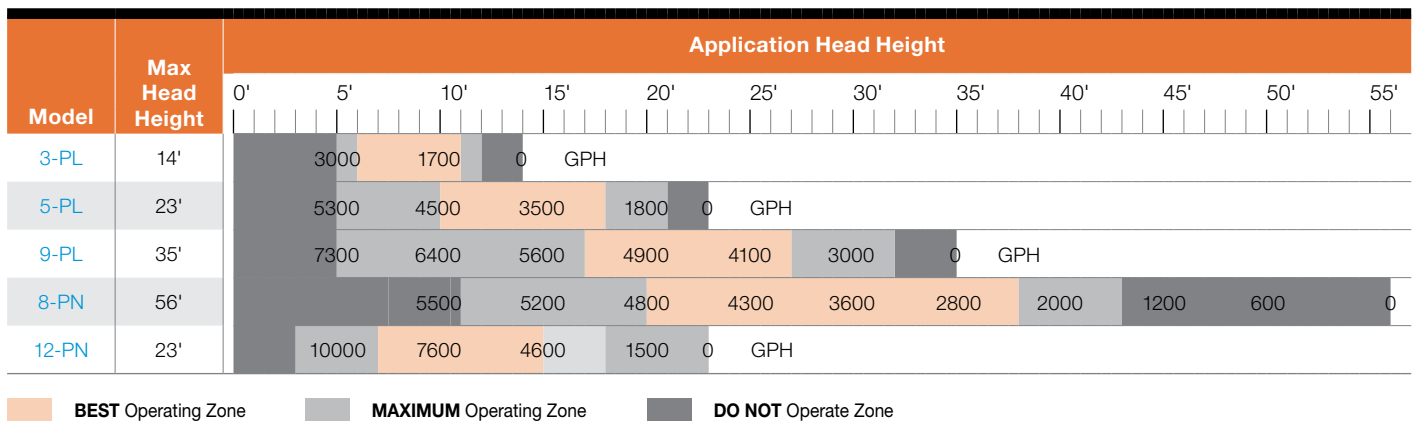 Application Head Height
Model
Max Head Height
0' 5' 10' 15' 20' 25' 30' 35' 40' 45' 50' 55'
3-PL 14' 3000 1700 0 GPH
5-PL 23' 5300 4500 3500 1800 0 GPH
9-PL 35' 7300 6400 5600 4900 4100 3000 0 GPH
8-PN 56' 5500 5200 4800 4300 3600 2800 2000 1200 600 0
12-PN 23' 10000 7600 4600 1500 0 GPH
BEST Operating Zone MAXIMUM Operating Zone DO NOT Operate Zone